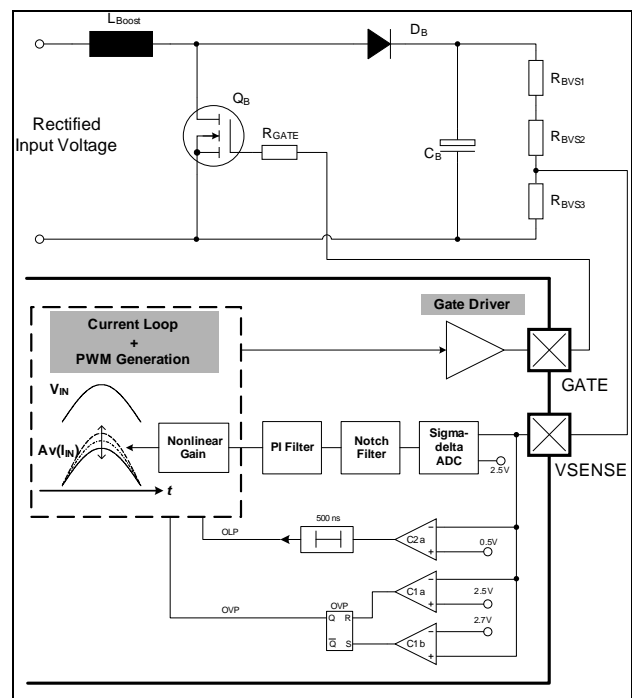 LBoost
DB
RBVS1
QB
RGATE
Rectified
Input Voltage
CB
RBVS2
RBVS3
Gate Driver
Current Loop
+
PWM Generation
GATE
VIN
Av(IIN)
t
Nonlinear
Gain
PI Filter
Notch
Filter
Sigma-
delta
ADC
2.5V
VSENSE
500 ns
OLP
C2a
−
+
0.5V
OVP
OVP
Q R
Q S
C1a
−
+
2.5V
2.7V
C1b
−
+